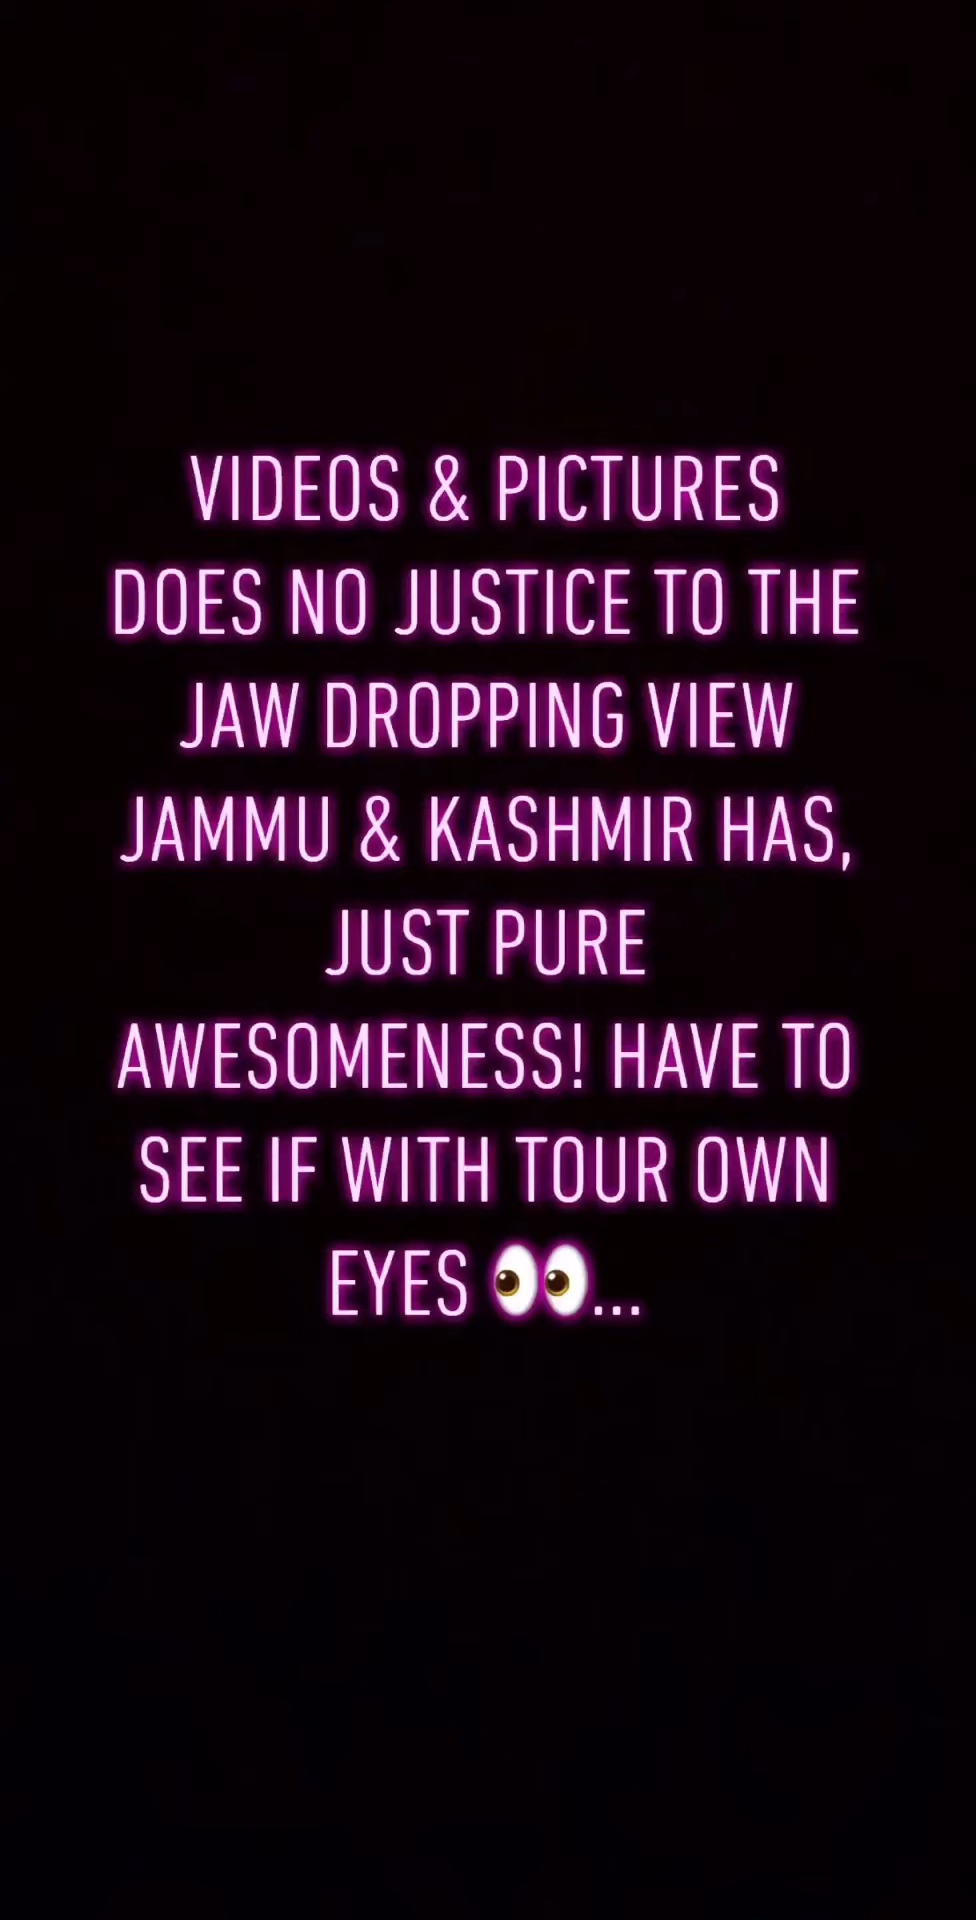 VIDEOS & PICTURES
DOES NO JUSTICE TO THE
JAW DROPPING VIEW
JAMMU & KASHMIR HAS,
JUST PURE
AWESOMENESS! HAVE TO
SEE IF WITH TOUR OWN
EYES 👀...